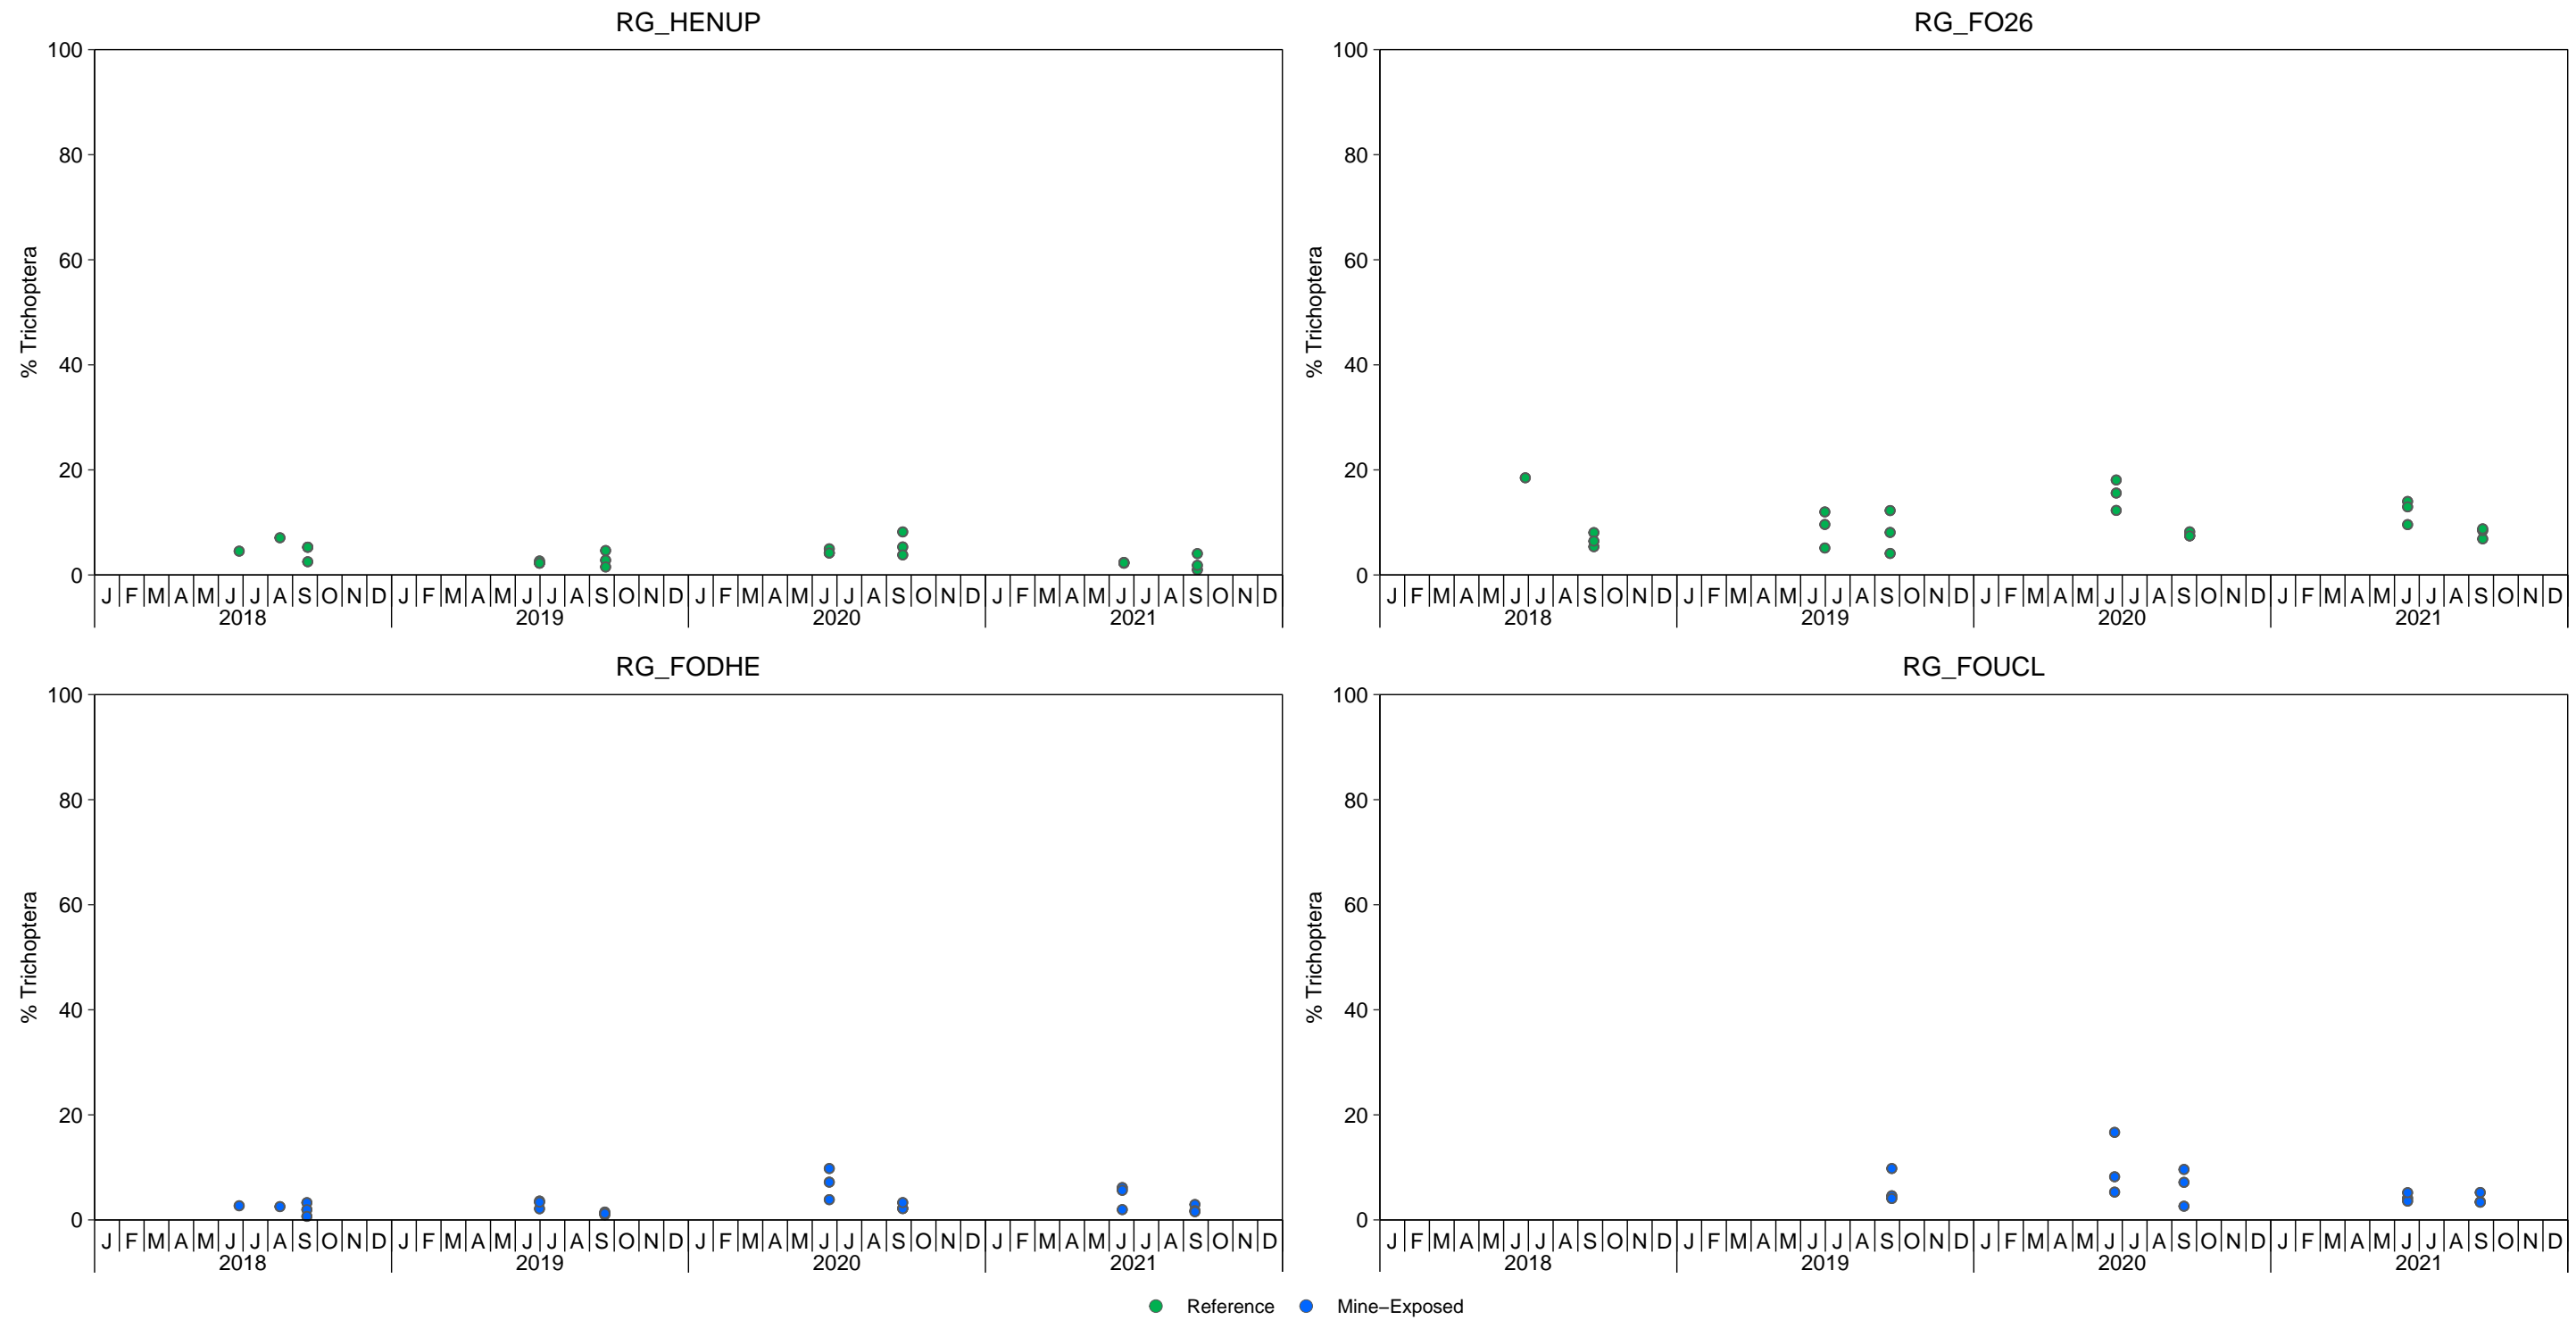 RG_HENUP
100
80
60
40
20
0
% Trichoptera
J F M A M J J A S O N D J F M A M J J A S O N D J F M A M J J A S O N D J F M A M J J A S O N D
2018 2019 2020 2021
RG_FO26
100
80
60
40
20
0
% Trichoptera
J F M A M J J A S O N D J F M A M J J A S O N D J F M A M J J A S O N D J F M A M J J A S O N D
2018 2019 2020 2021
RG_FODHE
100
80
60
40
20
0
% Trichoptera
J F M A M J J A S O N D J F M A M J J A S O N D J F M A M J J A S O N D J F M A M J J A S O N D
2018 2019 2020 2021
RG_FOUCL
100
80
60
40
20
0
% Trichoptera
J F M A M J J A S O N D J F M A M J J A S O N D J F M A M J J A S O N D J F M A M J J A S O N D
2018 2019 2020 2021
Reference Mine−Exposed